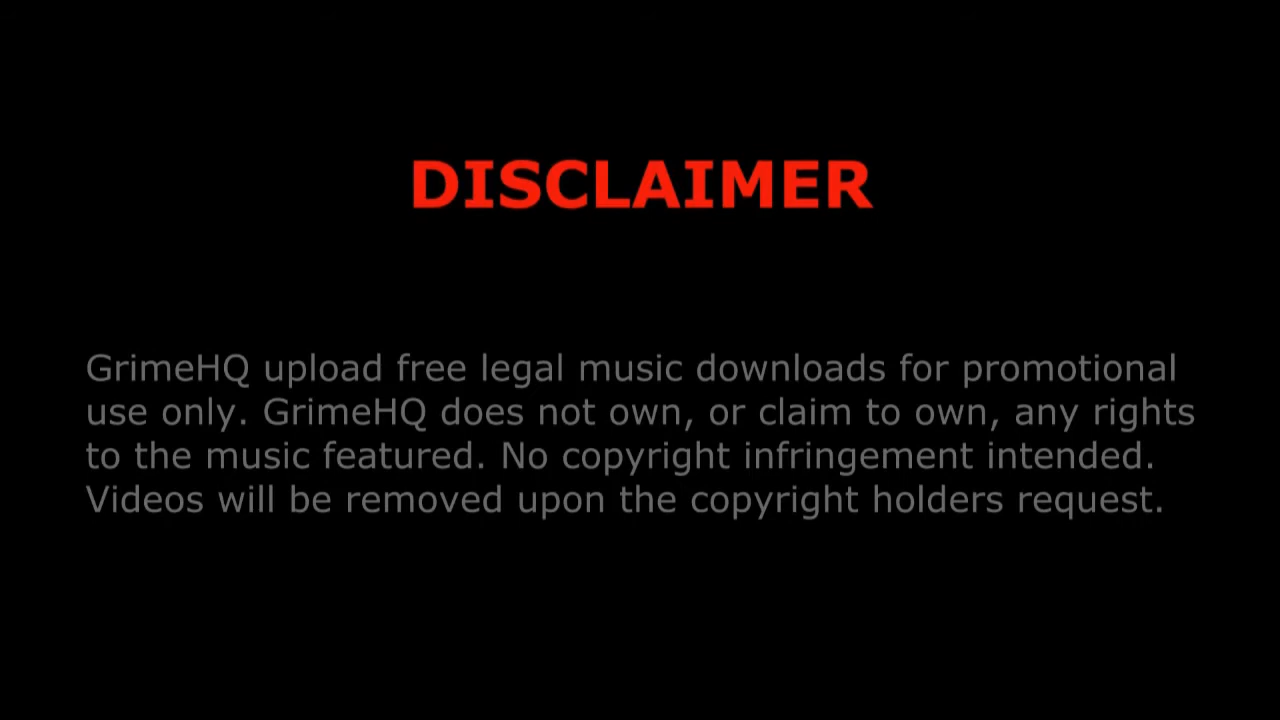 DISCLAIMER
GrimeHQ upload free legal music downloads for promotional
use only. GrimeHQ does not own, or claim to own, any rights
to the music featured. No copyright infringement intended.
Videos will be removed upon the copyright holders request.